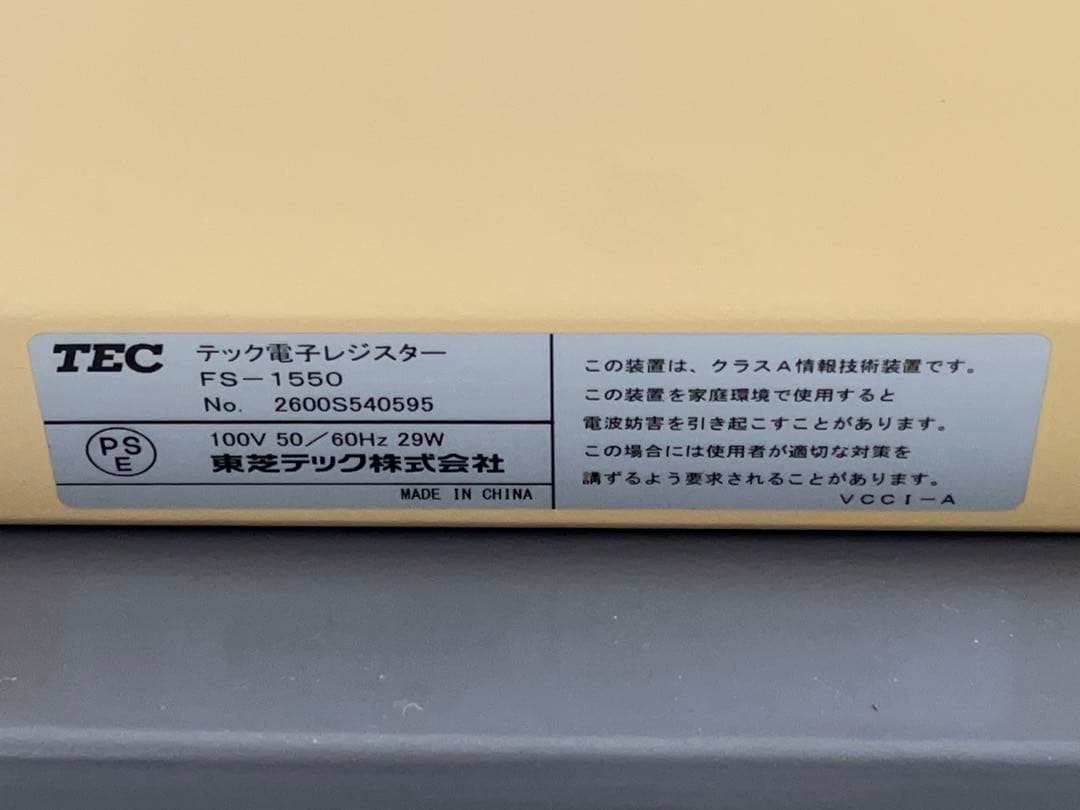 TEC
テック電子レジスター
FS-1550
No. 2600S540595
PS
E
100V 50/60Hz 29W
東芝テック株式会社
MADE IN CHINA
この装置は、クラスA情報技術装置です。
この装置を家庭環境で使用すると
電波妨害を引き起こすことがあります。
この場合には使用者が適切な対策を
講ずるよう要求されることがあります。
VCCI-A